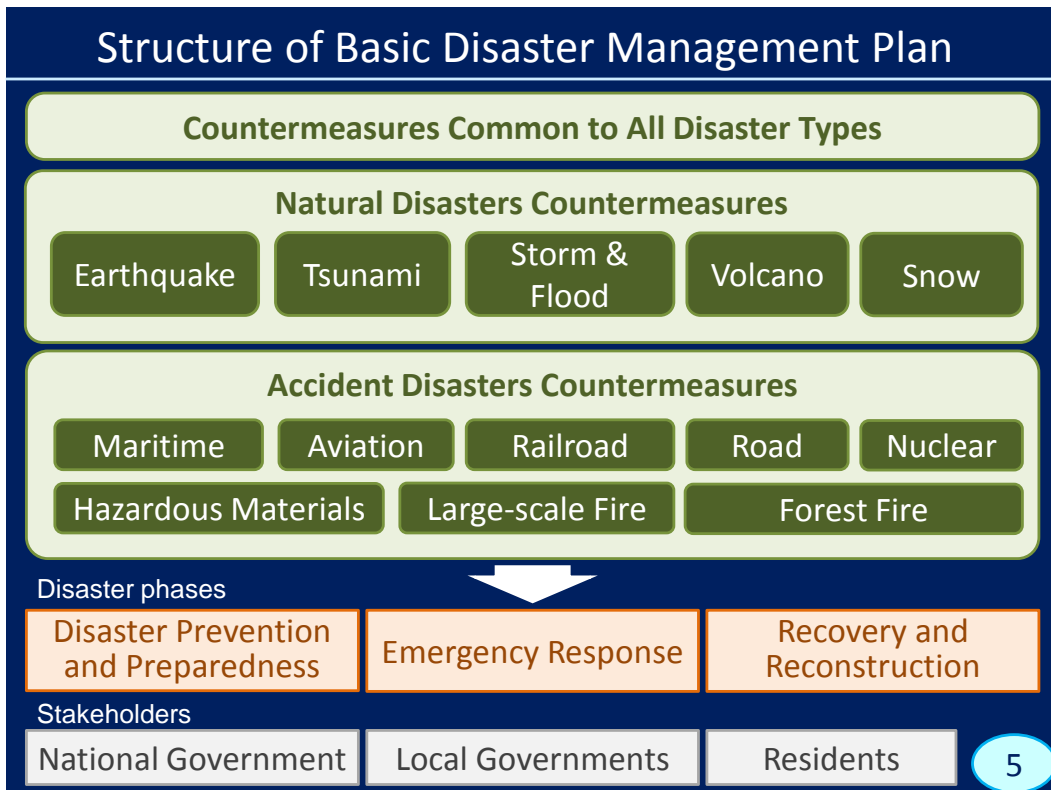 Structure of Basic Disaster Management Plan
Countermeasures Common to All Disaster Types
Natural Disasters Countermeasures
Earthquake
Tsunami
Storm &
Flood
Volcano
Snow
Accident Disasters Countermeasures
Maritime
Aviation
Railroad
Road
Nuclear
Hazardous Materials
Large-scale Fire
Forest Fire
Disaster phases
Disaster Prevention
and Preparedness
Emergency Response
Recovery and
Reconstruction
Stakeholders
National Government
Local Governments
Residents
5